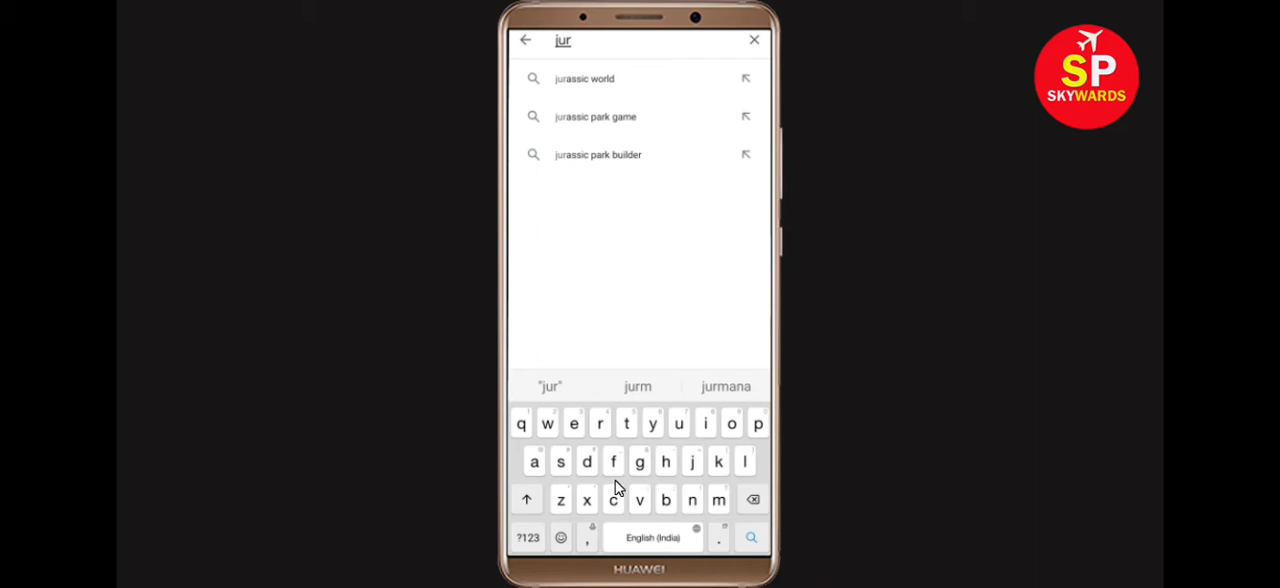 jur
SP
SKYWARDS
jurassic world
jurassic park game
jurassic park builder
"jur" jurm jurmana
q w e r t y u i o p
a s d f g h j k l
z x c v b n m
?123 , English (India) .
HUAWEI